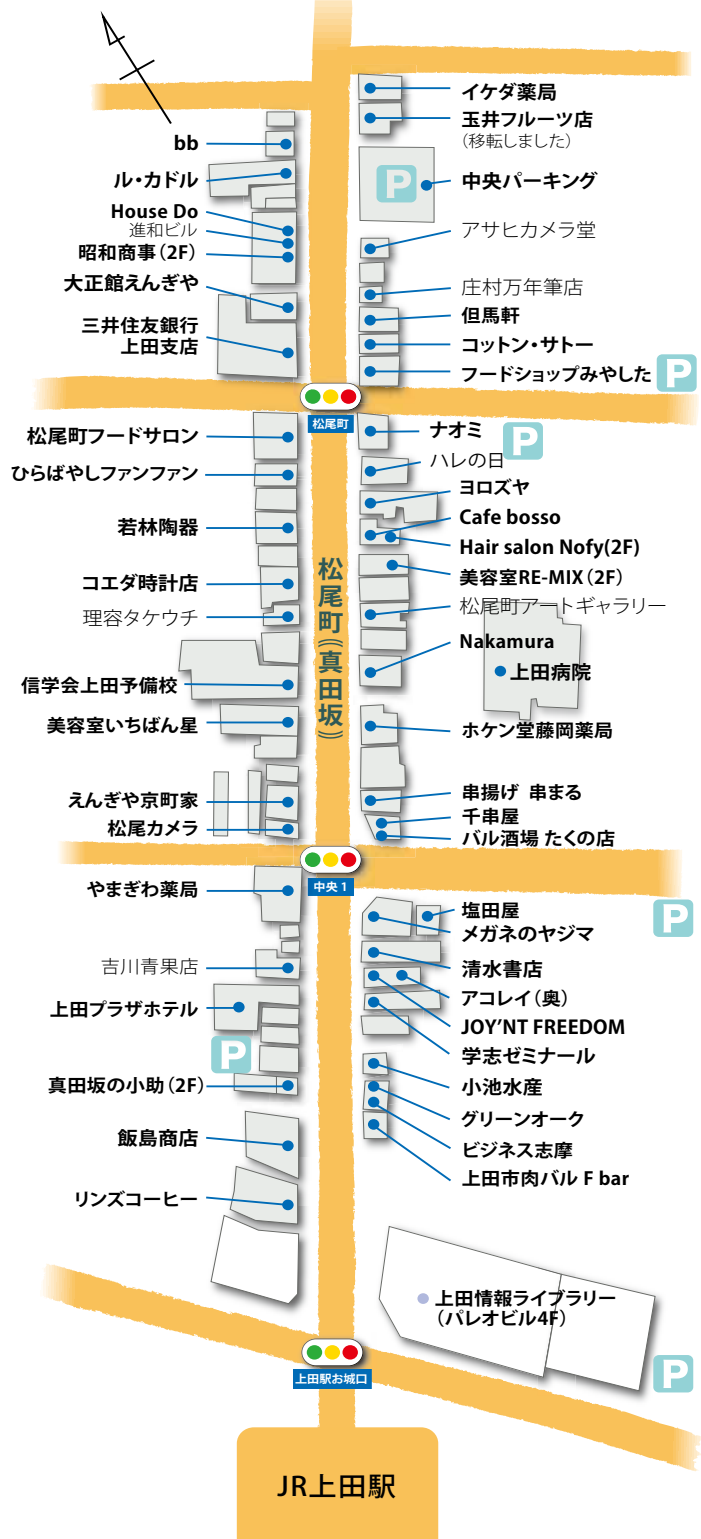 イケダ薬局
玉井フルーツ店
(移転しました)
P
中央パーキング
アサヒカメラ堂
庄村万年筆店
但馬軒
コットン・サトー
フードショップみやした
P
bb
ル・カドル
House Do
進和ビル
昭和商事(2F)
大正館えんぎや
三井住友銀行
上田支店
松尾町
松尾町フードサロン
ひらばやしファンファン
若林陶器
コエダ時計店
理容タケウチ
信学会上田予備校
美容室いちばん星
えんぎや京町家
松尾カメラ
松尾町(真田坂)
ナオミ
P
ハレの日
ヨロズヤ
Cafe bosso
Hair salon Nofy(2F)
美容室RE-MIX(2F)
松尾町アートギャラリー
Nakamura
上田病院
ホケン堂藤岡薬局
串揚げ 串まる
千串屋
バル酒場 たくの店
中央1
やまぎわ薬局
吉川青果店
上田プラザホテル
P
真田坂の小助(2F)
飯島商店
リンズコーヒー
塩田屋
P
メガネのヤジマ
清水書店
アコレイ(奥)
JOY'NT FREEDOM
学志ゼミナール
小池水産
グリーンオーク
ビジネス志摩
上田市肉バル F bar
上田情報ライブラリー
(パレオビル4F)
P
上田駅お城口
JR上田駅